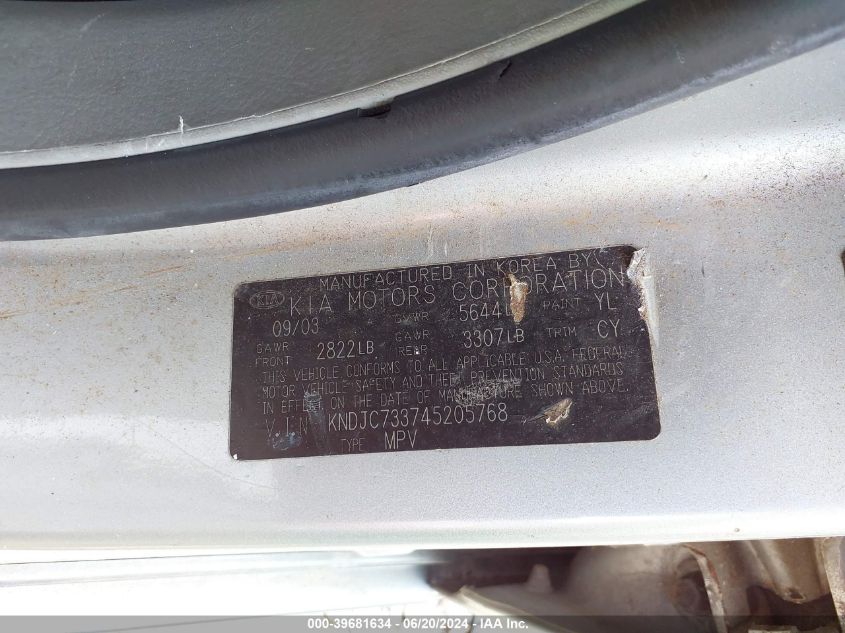 MANUFACTURED IN KOREA BY
KIA KIA MOTORS CORPORATION
09/03 GVWR 5644LB PAINT YL
GAWR FRONT 2822LB GAWR REAR 3307LB TRIM CY
THIS VEHICLE CONFORMS TO ALL APPLICABLE U.S.A. FEDERAL
MOTOR VEHICLE SAFETY AND THEFT PREVENTION STANDARDS
IN EFFECT ON THE DATE OF MANUFACTURE SHOWN ABOVE.
V.I.N KNDJC733745205768
TYPE MPV
000-39681634 - 06/20/2024 - IAA Inc.